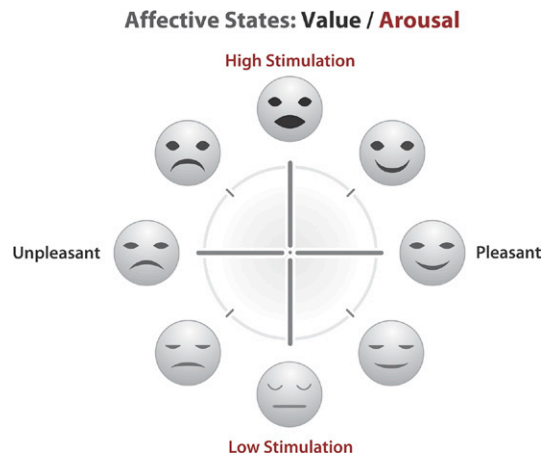 Affective States: Value / Arousal
High Stimulation
Unpleasant
Pleasant
Low Stimulation